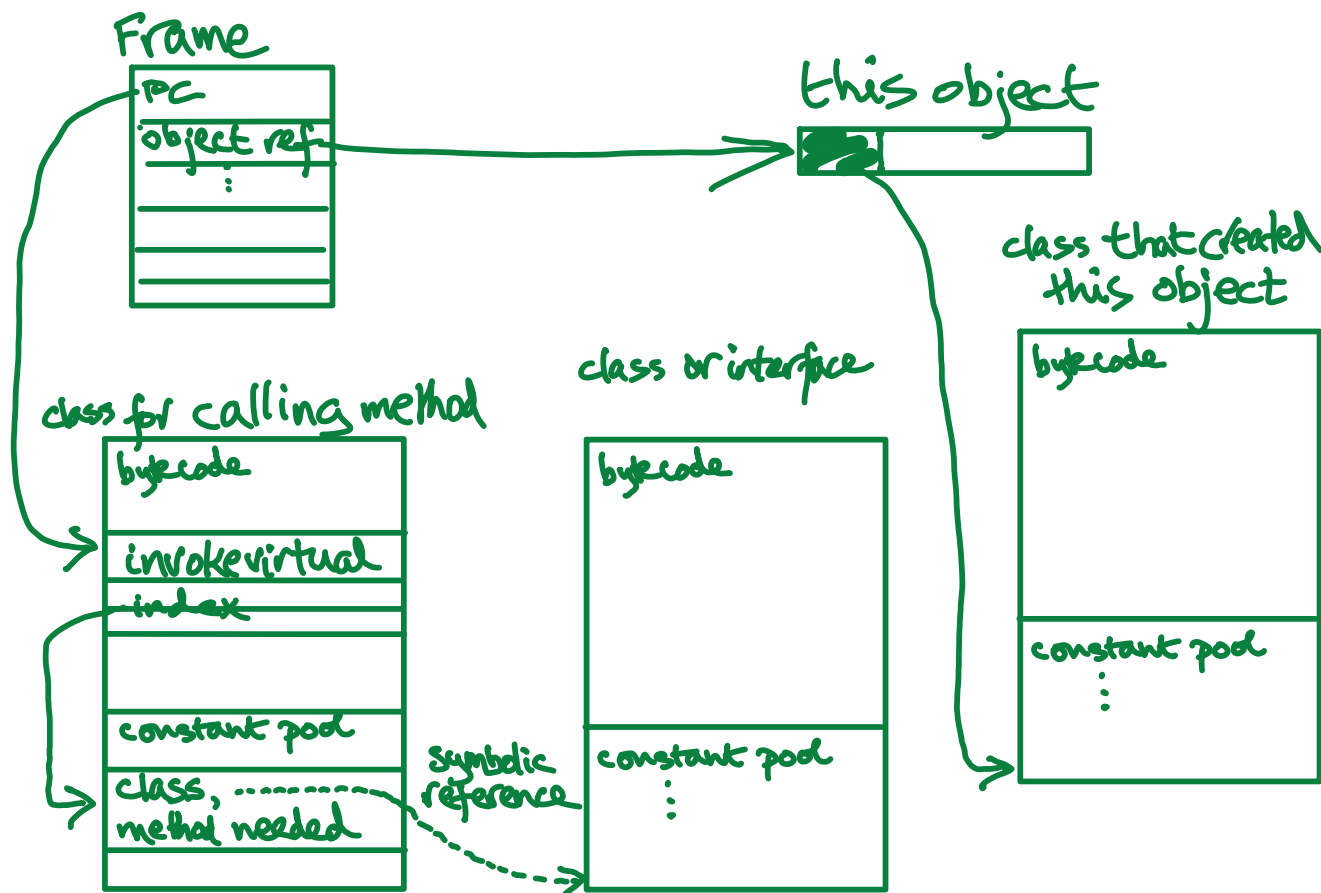 Frame
PC
object ref
this object
class that created
this object
bytecode
constant pool
class or interface
bytecode
constant pool
class for calling method
bytecode
invokevirtual
index
constant pool
class,
method needed
symbolic
reference